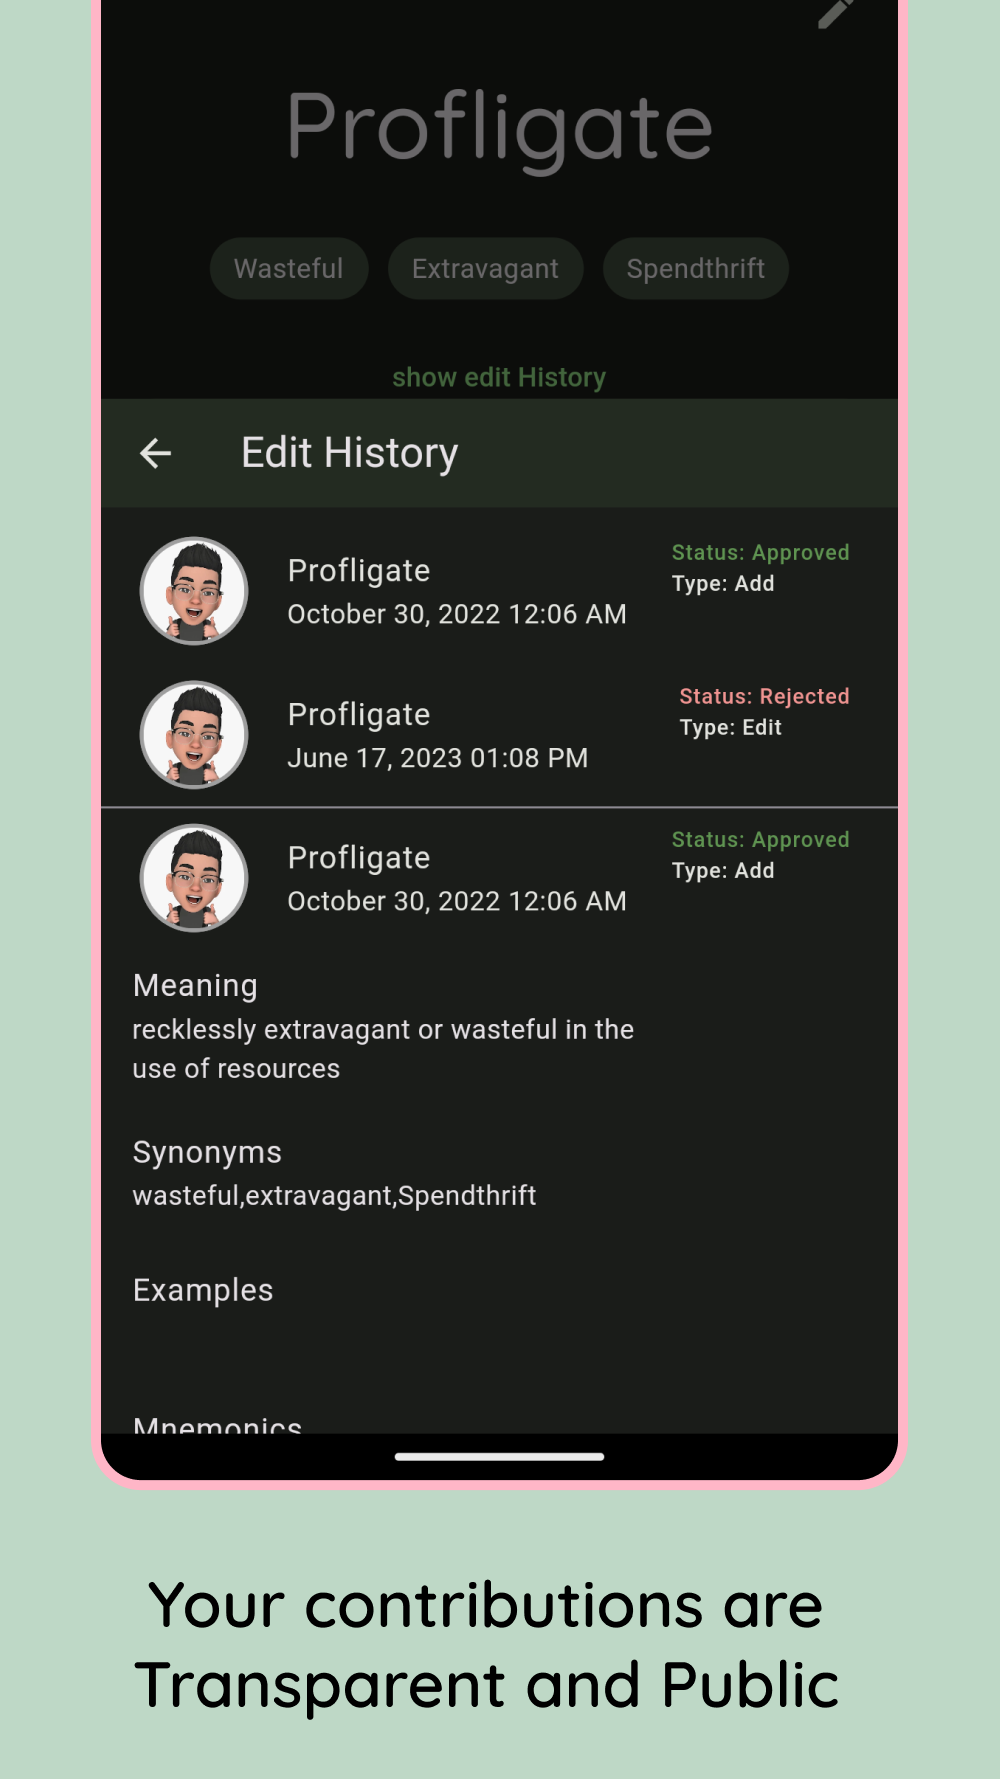 Profligate
Wasteful Extravagant Spendthrift
show edit History
Edit History
Profligate
October 30, 2022 12:06 AM
Status: Approved
Type: Add
Profligate
June 17, 2023 01:08 PM
Status: Rejected
Type: Edit
Profligate
October 30, 2022 12:06 AM
Status: Approved
Type: Add
Meaning
recklessly extravagant or wasteful in the
use of resources
Synonyms
wasteful,extravagant,Spendthrift
Examples
Mnemonics
Your contributions are
Transparent and Public